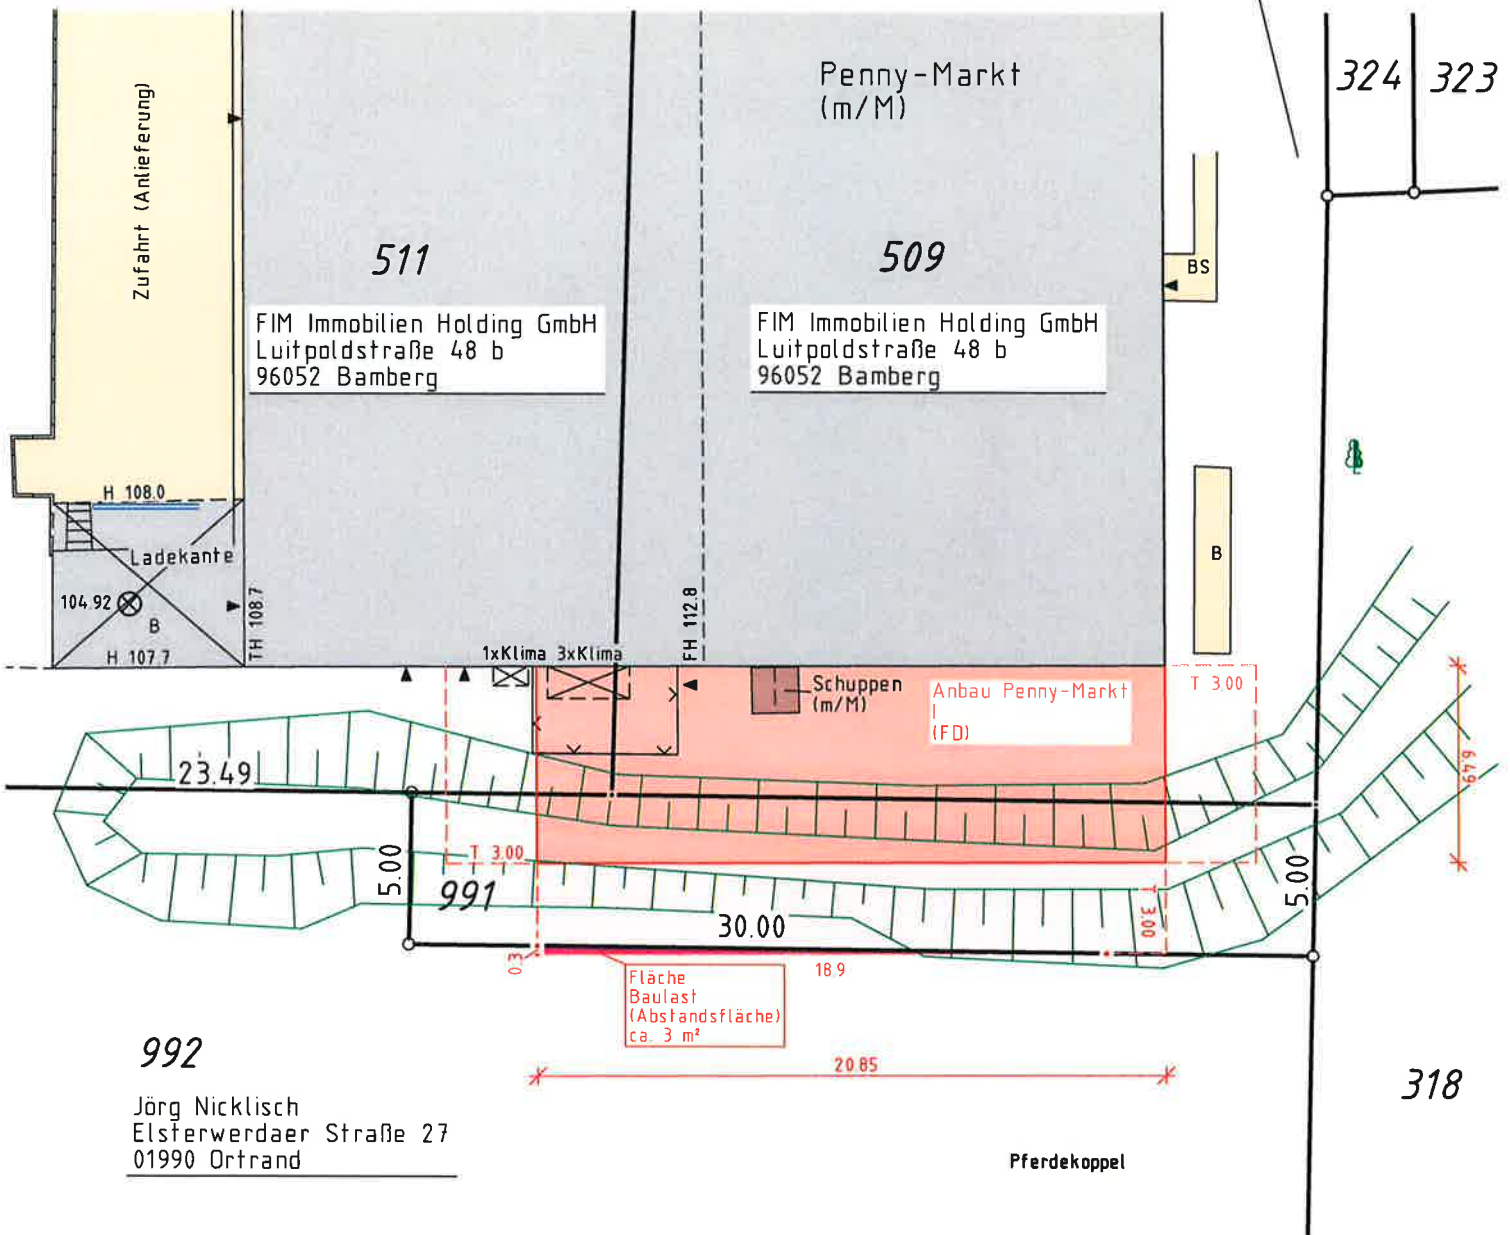 Penny-Markt
(m/M)
324
323
Zufahrt (Anlieferung)
511
509
BS
FIM Immobilien Holding GmbH
Luitpoldstraße 48 b
96052 Bamberg
FIM Immobilien Holding GmbH
Luitpoldstraße 48 b
96052 Bamberg
H 108.0
Ladekante
104.92
B
H 107.7
TH 108.7
FH 112.8
B
1xKlima
3xKlima
Schuppen
(m/M)
Anbau Penny-Markt
I
(FD)
T 3.00
6.49
23.49
5.00
T 3.00
991
30.00
T 3.00
5.00
0.3
18.9
Fläche
Baulast
(Abstandsfläche)
ca. 3 m²
20.85
992
Jörg Nicklisch
Elsterwerdaer Straße 27
01990 Ortrand
318
Pferdekoppel